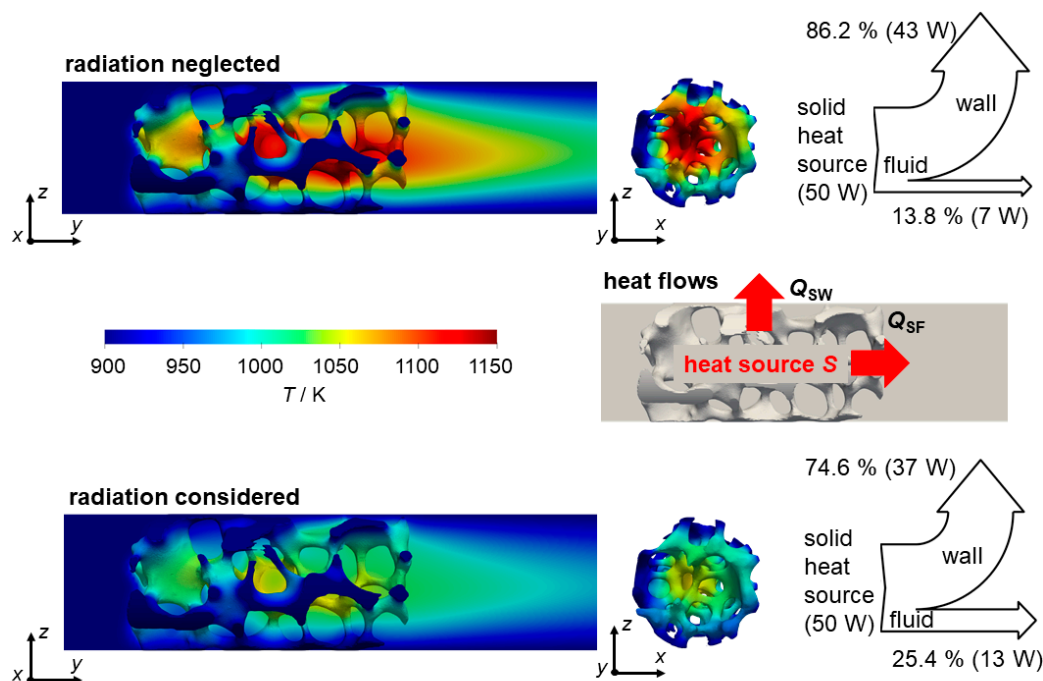 86.2 % (43 W)
radiation neglected
solid
heat
source
(50 W)
wall
fluid
13.8 % (7 W)
z
x
y
z
y
x
heat flows
Q_SW
Q_SF
heat source S
900 950 1000 1050 1100 1150
T / K
74.6 % (37 W)
radiation considered
solid
heat
source
(50 W)
wall
fluid
25.4 % (13 W)
z
x
y
z
y
x